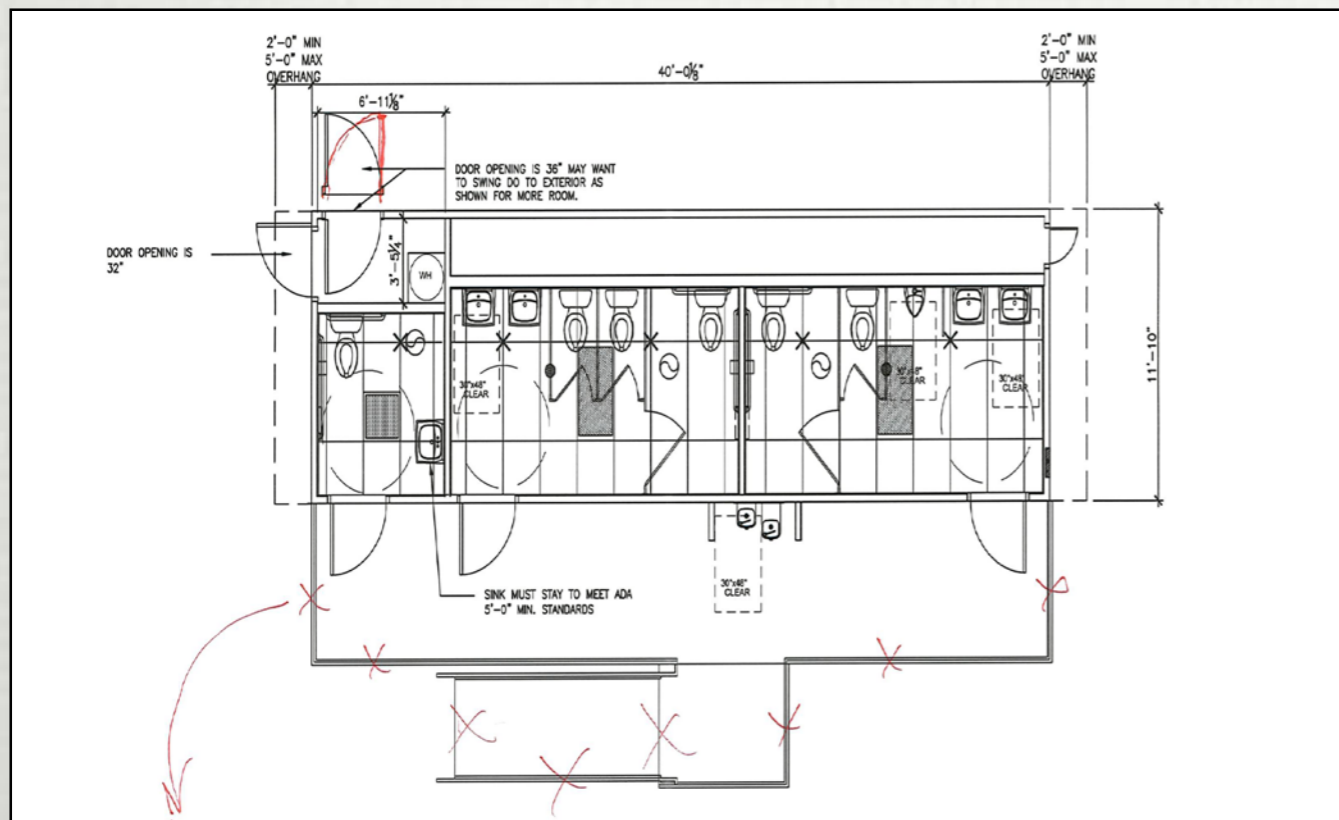 2'-0" MIN
5'-0" MAX
OVERHANG
40'-0⅛"
2'-0" MIN
5'-0" MAX
OVERHANG
6'-11⅛"
DOOR OPENING IS 36" MAY WANT
TO SWING DO TO EXTERIOR AS
SHOWN FOR MORE ROOM.
DOOR OPENING IS
32"
3'-5¼"
WH
11'-10"
30"x48"
CLEAR
30"x48"
CLEAR
30"x48"
CLEAR
30"x48"
CLEAR
SINK MUST STAY TO MEET ADA
5'-0" MIN. STANDARDS